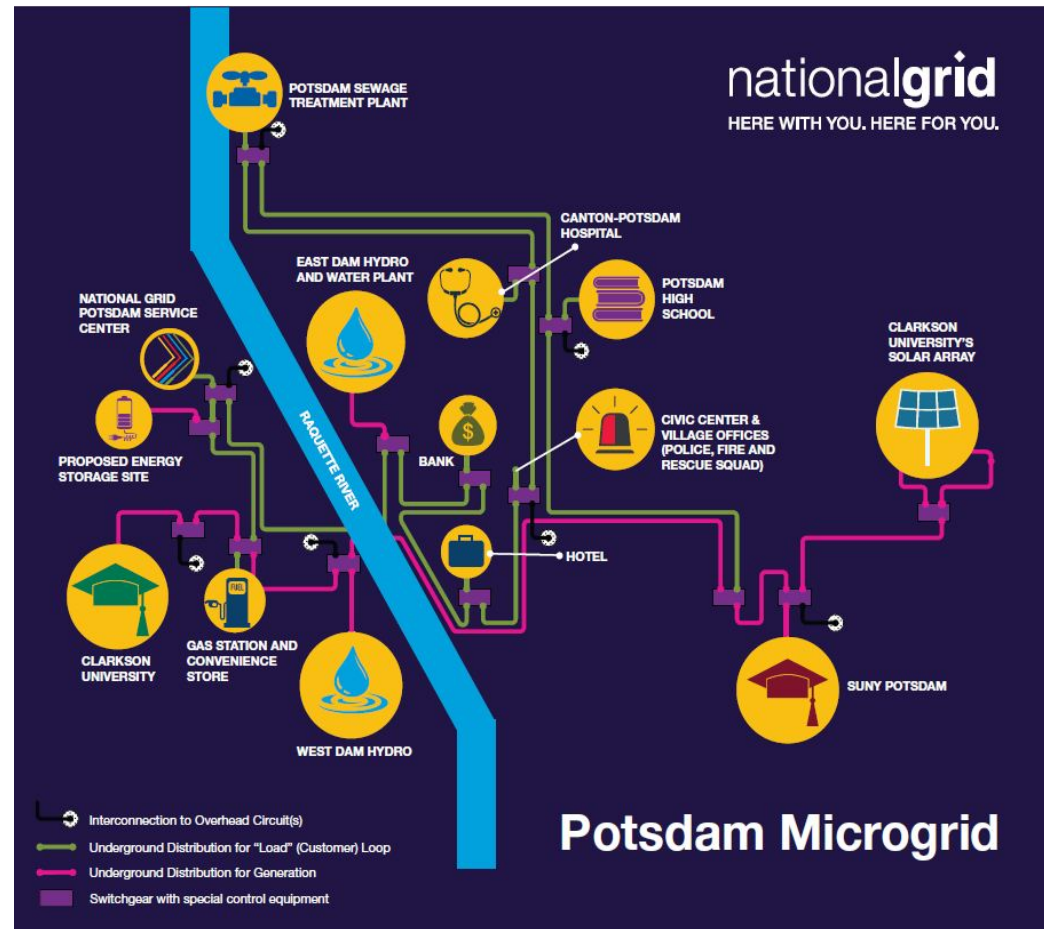 nationalgrid
HERE WITH YOU. HERE FOR YOU.
POTSDAM SEWAGE
TREATMENT PLANT
CANTON-POTSDAM
HOSPITAL
EAST DAM HYDRO
AND WATER PLANT
POTSDAM
HIGH
SCHOOL
NATIONAL GRID
POTSDAM SERVICE
CENTER
CLARKSON
UNIVERSITY'S
SOLAR ARRAY
$
BANK
CIVIC CENTER &
VILLAGE OFFICES
(POLICE, FIRE AND
RESCUE SQUAD)
PROPOSED ENERGY
STORAGE SITE
RAQUETTE RIVER
HOTEL
FUEL
CLARKSON
UNIVERSITY
GAS STATION AND
CONVENIENCE
STORE
WEST DAM HYDRO
SUNY POTSDAM
Interconnection to Overhead Circuit(s)
Underground Distribution for "Load" (Customer) Loop
Underground Distribution for Generation
Switchgear with special control equipment
Potsdam Microgrid